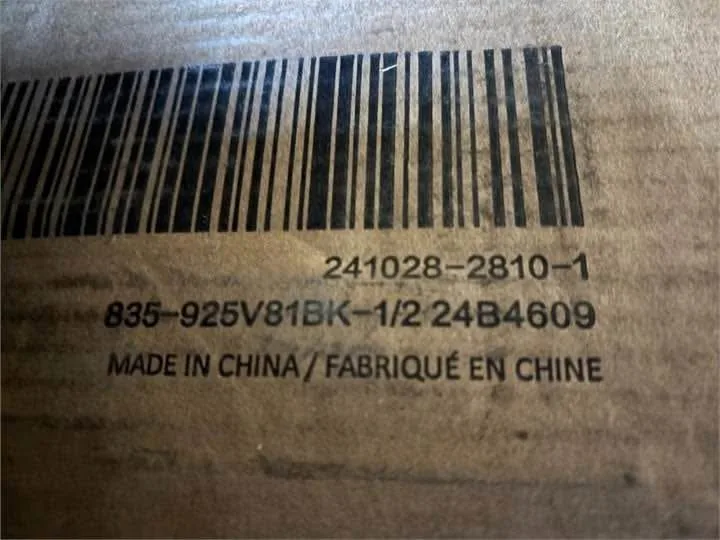 241028-2810-1
835-925V81BK-1/2 24B4609
MADE IN CHINA / FABRIQUÉ EN CHINE